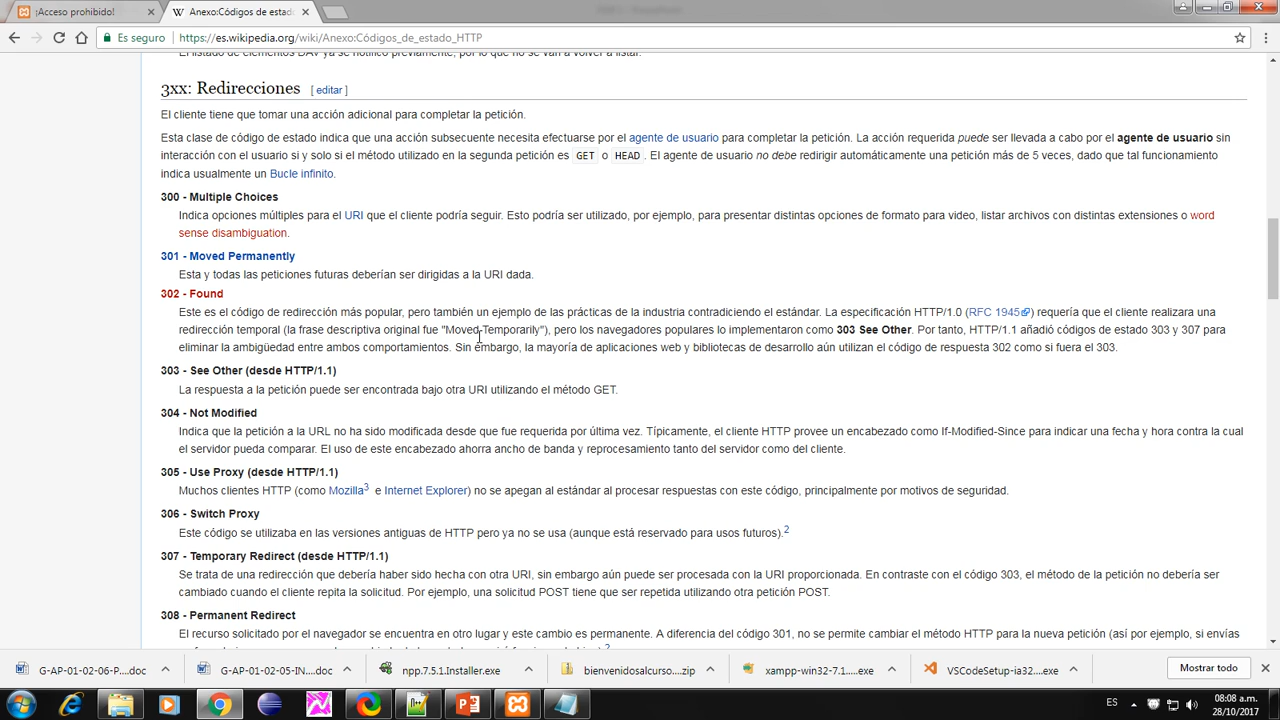 ¡Acceso prohibido!
Anexo:Códigos de estado
Es seguro
https://es.wikipedia.org/wiki/Anexo:Códigos_de_estado_HTTP
El listado de elementos DAV ya se notificó previamente, por lo que no se van a volver a listar.
3xx: Redirecciones [ editar ]
El cliente tiene que tomar una acción adicional para completar la petición.
Esta clase de código de estado indica que una acción subsecuente necesita efectuarse por el agente de usuario para completar la petición. La acción requerida puede ser llevada a cabo por el agente de usuario sin
interacción con el usuario si y solo si el método utilizado en la segunda petición es GET o HEAD . El agente de usuario no debe redirigir automáticamente una petición más de 5 veces, dado que tal funcionamiento
indica usualmente un Bucle infinito.
300 - Multiple Choices
Indica opciones múltiples para el URI que el cliente podría seguir. Esto podría ser utilizado, por ejemplo, para presentar distintas opciones de formato para video, listar archivos con distintas extensiones o word
sense disambiguation.
301 - Moved Permanently
Esta y todas las peticiones futuras deberían ser dirigidas a la URI dada.
302 - Found
Este es el código de redirección más popular, pero también un ejemplo de las prácticas de la industria contradiciendo el estándar. La especificación HTTP/1.0 (RFC 1945) requería que el cliente realizara una
redirección temporal (la frase descriptiva original fue "Moved Temporarily"), pero los navegadores populares lo implementaron como 303 See Other. Por tanto, HTTP/1.1 añadió códigos de estado 303 y 307 para
eliminar la ambigüedad entre ambos comportamientos. Sin embargo, la mayoría de aplicaciones web y bibliotecas de desarrollo aún utilizan el código de respuesta 302 como si fuera el 303.
303 - See Other (desde HTTP/1.1)
La respuesta a la petición puede ser encontrada bajo otra URI utilizando el método GET.
304 - Not Modified
Indica que la petición a la URL no ha sido modificada desde que fue requerida por última vez. Típicamente, el cliente HTTP provee un encabezado como If-Modified-Since para indicar una fecha y hora contra la cual
el servidor pueda comparar. El uso de este encabezado ahorra ancho de banda y reprocesamiento tanto del servidor como del cliente.
305 - Use Proxy (desde HTTP/1.1)
Muchos clientes HTTP (como Mozilla3 e Internet Explorer) no se apegan al estándar al procesar respuestas con este código, principalmente por motivos de seguridad.
306 - Switch Proxy
Este código se utilizaba en las versiones antiguas de HTTP pero ya no se usa (aunque está reservado para usos futuros).2
307 - Temporary Redirect (desde HTTP/1.1)
Se trata de una redirección que debería haber sido hecha con otra URI, sin embargo aún puede ser procesada con la URI proporcionada. En contraste con el código 303, el método de la petición no debería ser
cambiado cuando el cliente repita la solicitud. Por ejemplo, una solicitud POST tiene que ser repetida utilizando otra petición POST.
308 - Permanent Redirect
El recurso solicitado por el navegador se encuentra en otro lugar y este cambio es permanente. A diferencia del código 301, no se permite cambiar el método HTTP para la nueva petición (así por ejemplo, si envías
G-AP-01-02-06-P....doc
G-AP-01-02-05-IN....doc
npp.7.5.1.Installer.exe
bienvenidosalcurso....zip
xampp-win32-7.1.....exe
VSCodeSetup-ia32....exe
Mostrar todo
ES
08:08 a.m.
28/10/2017